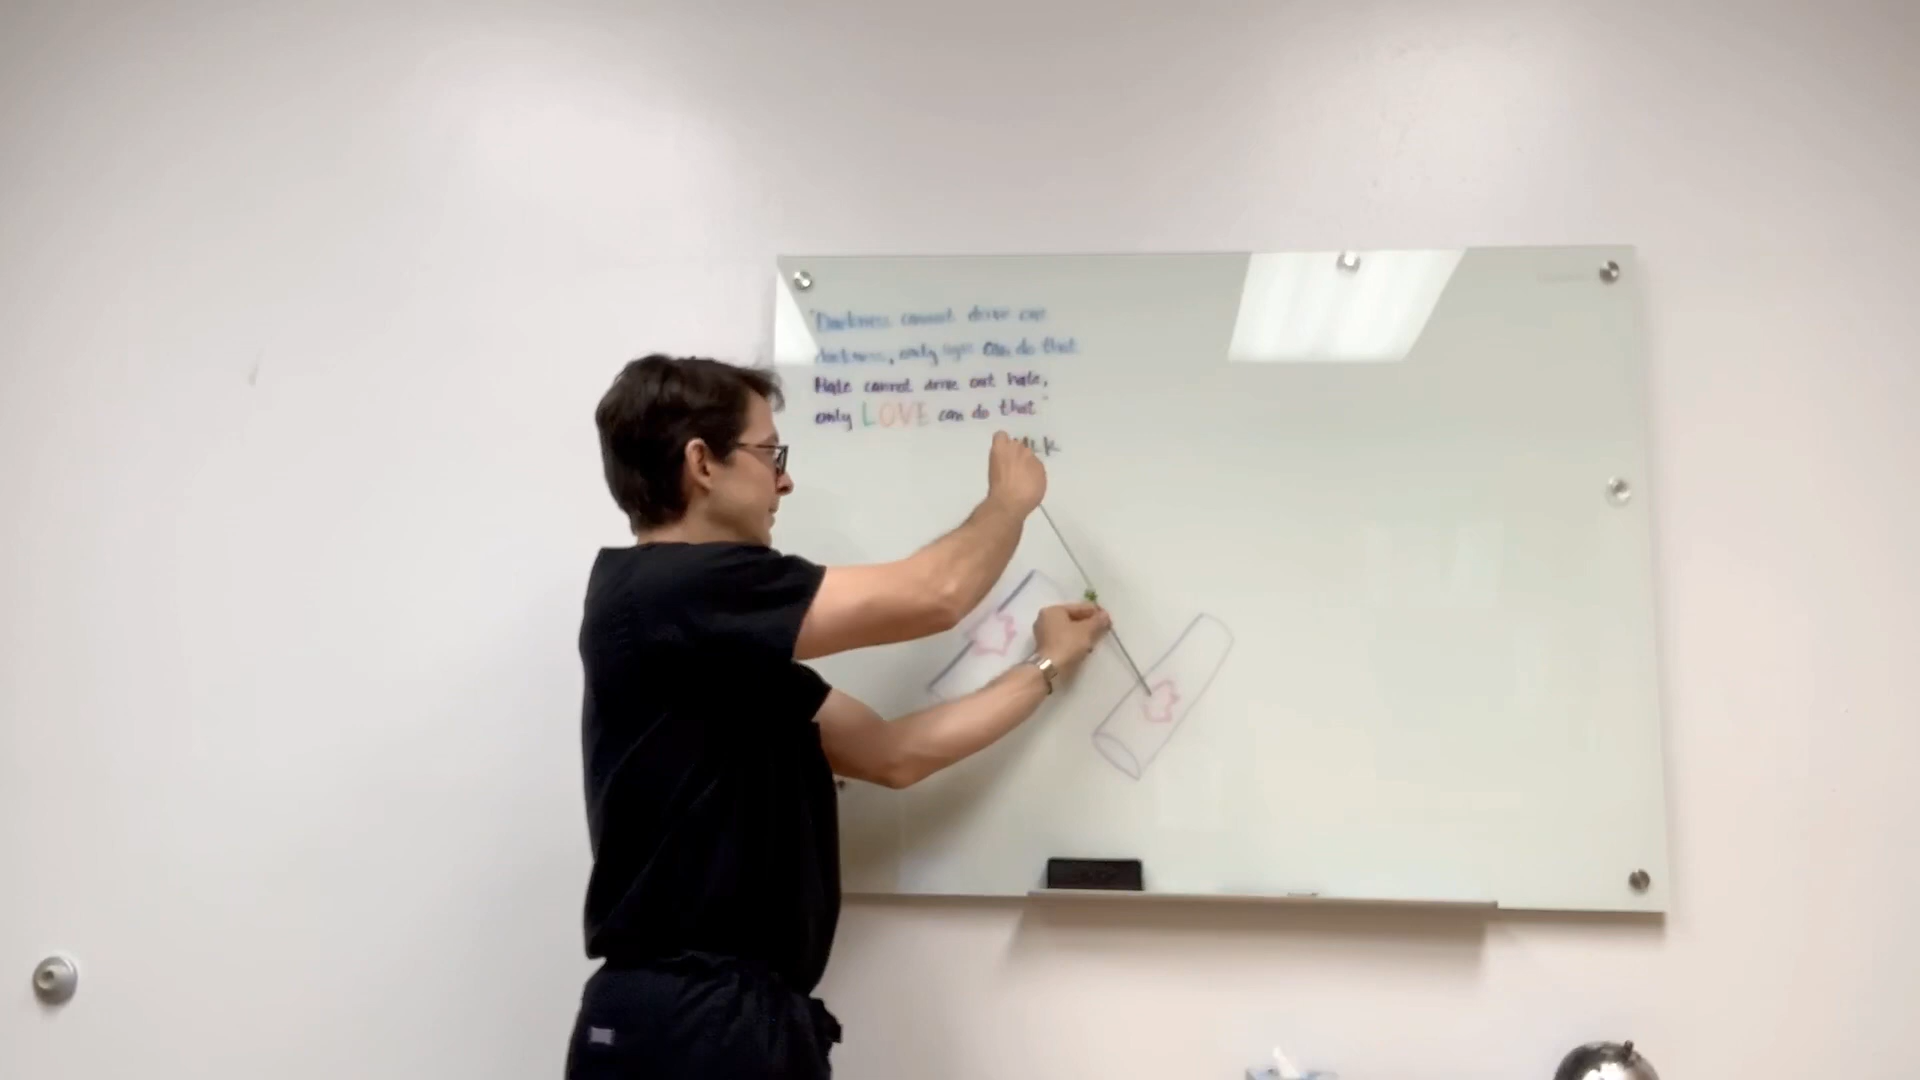 "Darkness cannot drive out
darkness, only light can do that
Hate cannot drive out hate,
only LOVE can do that"
MLK